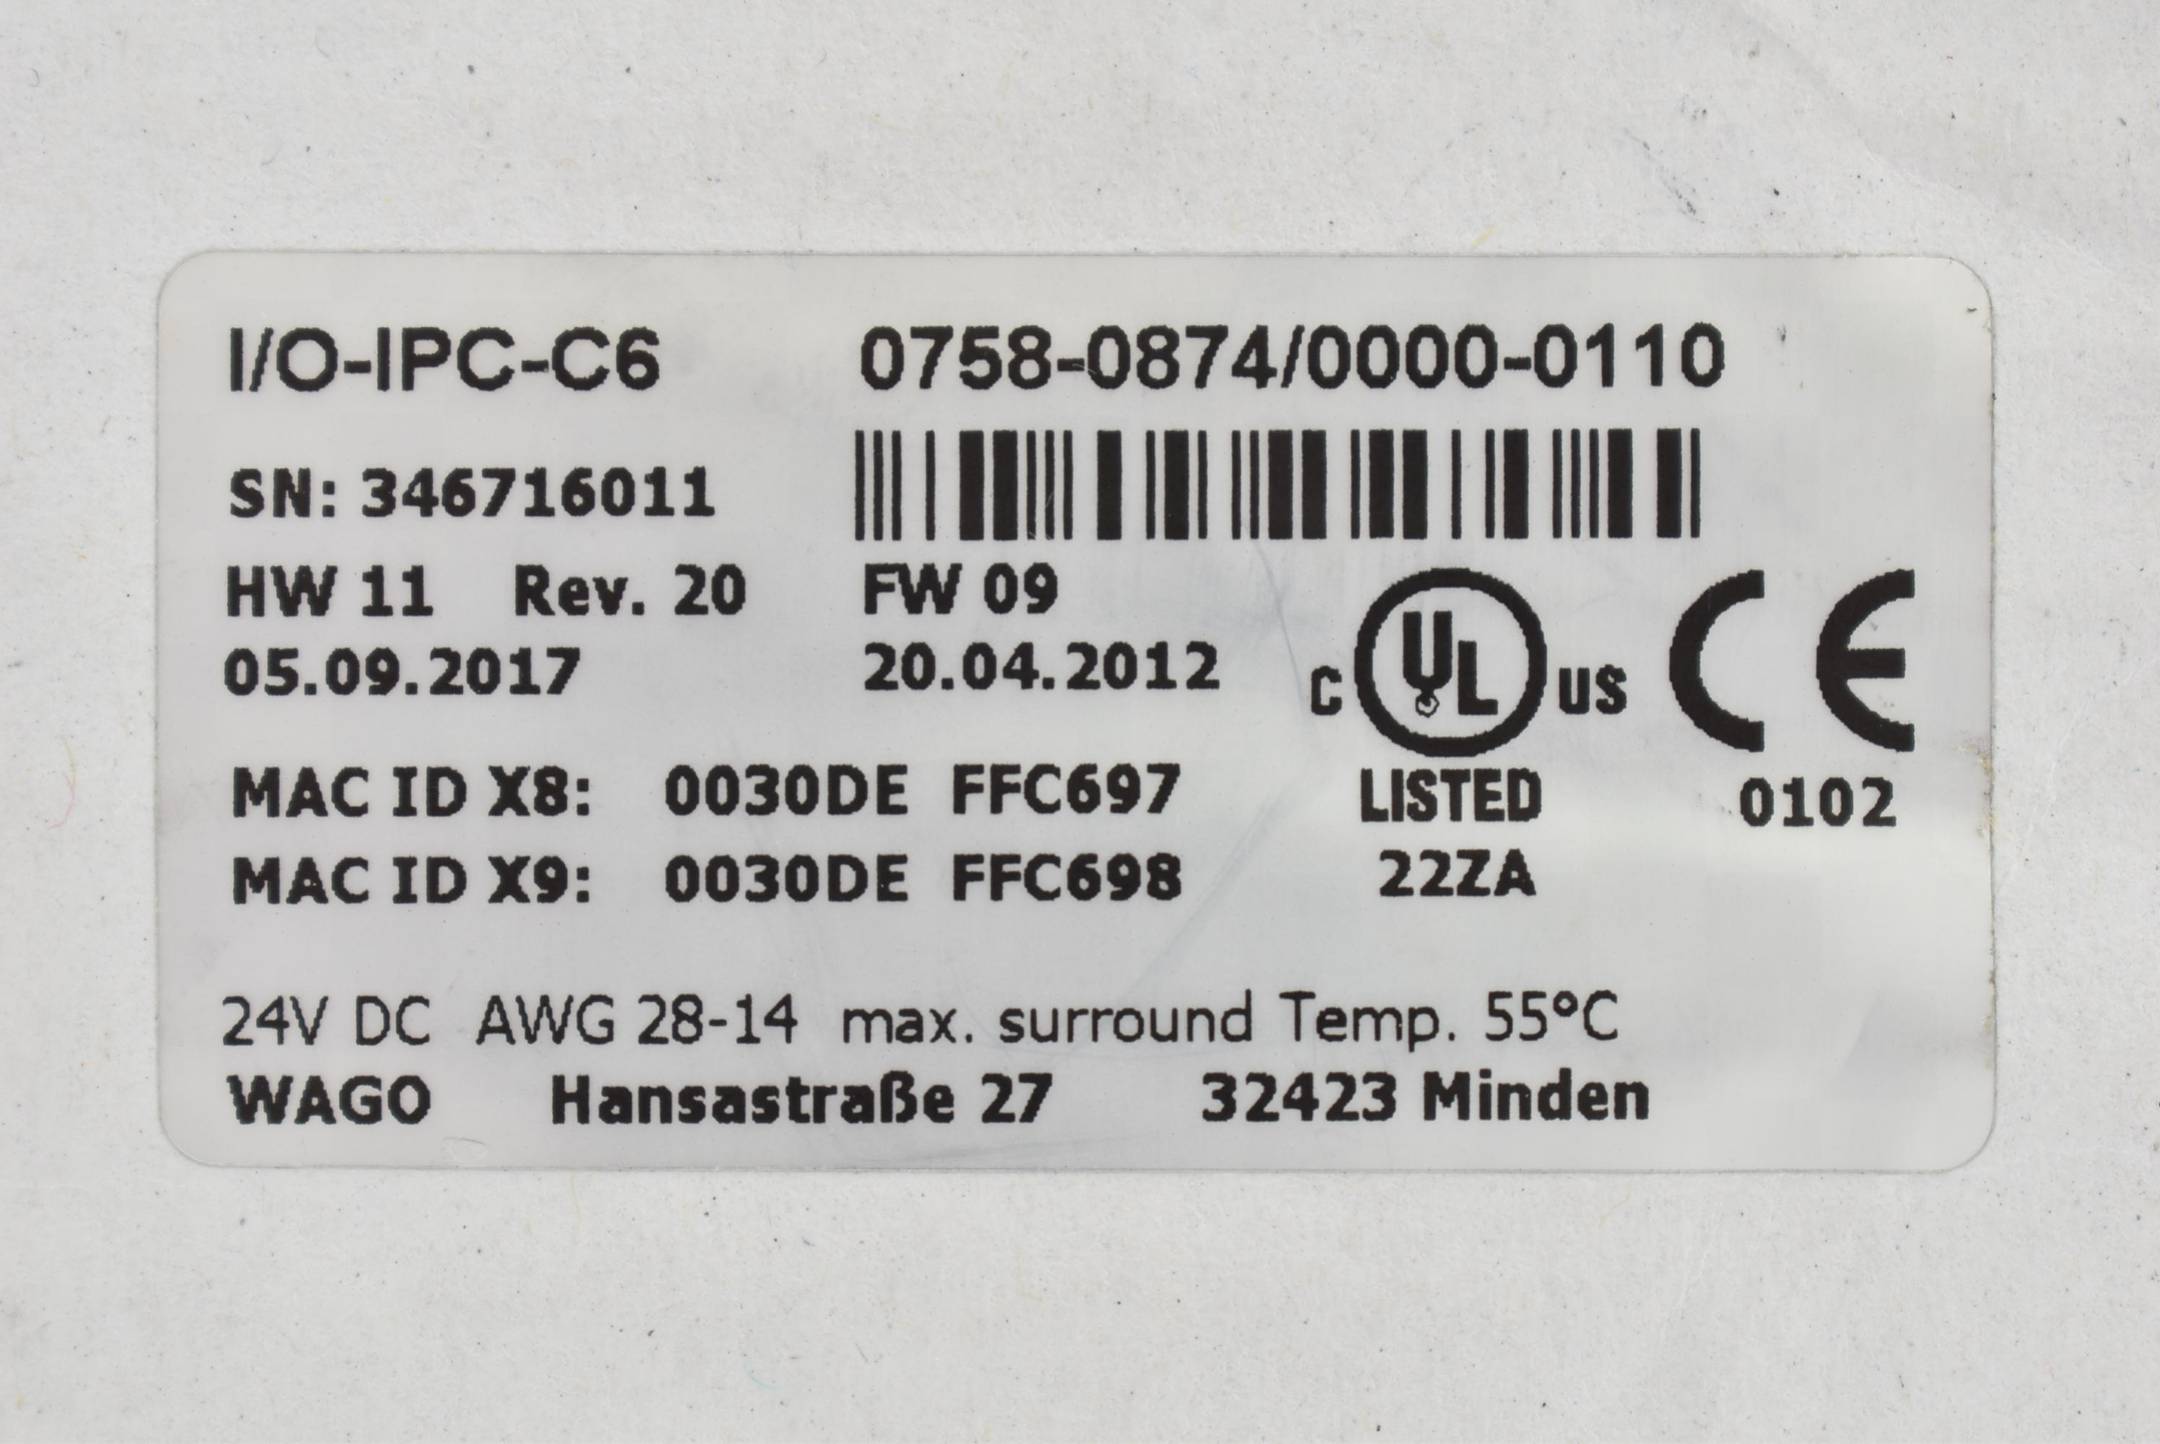 I/O-IPC-C6 0758-0874/0000-0110
SN: 346716011
HW 11 Rev. 20 FW 09
05.09.2017 20.04.2012
C UL US CE
MAC ID X8: 0030DE FFC697 LISTED 0102
MAC ID X9: 0030DE FFC698 22ZA
24V DC AWG 28-14 max. surround Temp. 55°C
WAGO Hansastraße 27 32423 Minden